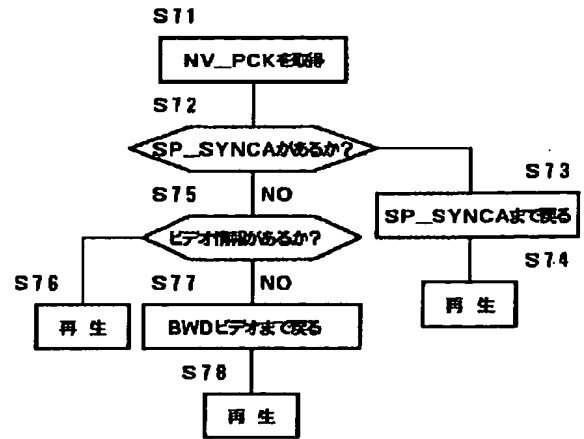 S71
NV_PCKを取得
S72
SP_SYNCAがあるか?
S73
S75
NO
SP_SYNCAまで戻る
S74
ビデオ情報があるか?
再生
S76
S77
NO
再生
BWDビデオまで戻る
S78
再生